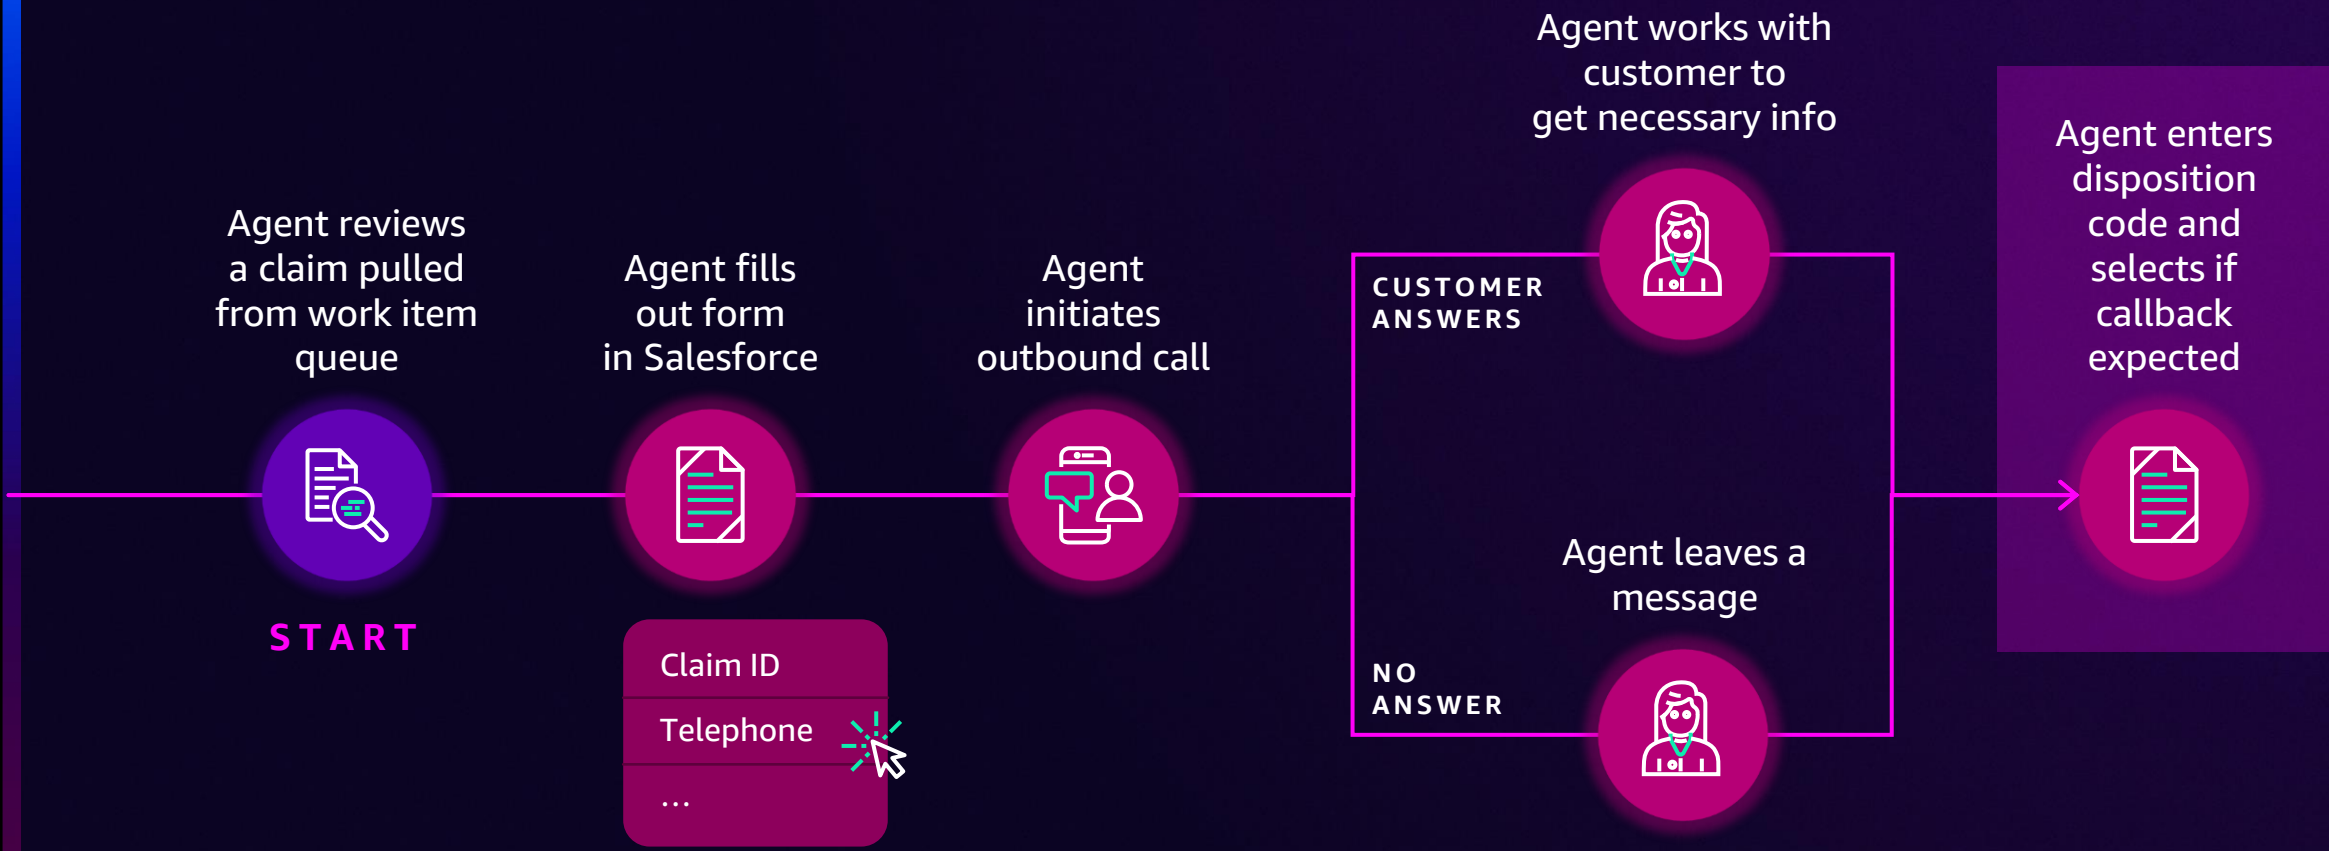 Agent reviews
a claim pulled
from work item
queue
START
Agent fills
out form
in Salesforce
Claim ID
Telephone
...
Agent
initiates
outbound call
CUSTOMER
ANSWERS
Agent works with
customer to
get necessary info
NO
ANSWER
Agent leaves a
message
Agent enters
disposition
code and
selects if
callback
expected